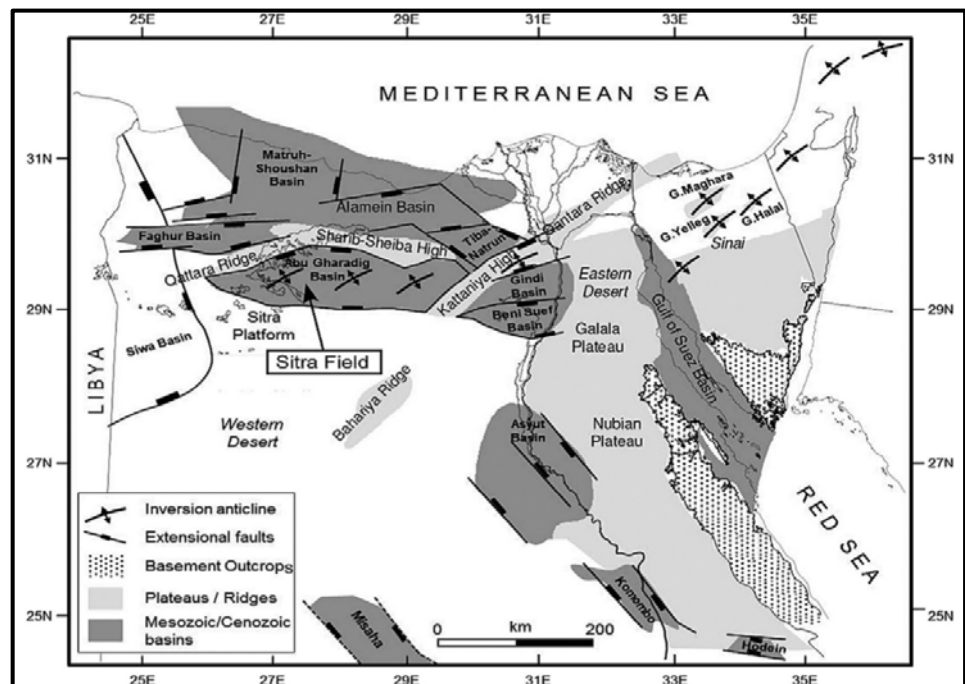 25E
27E
29E
31E
33E
35E
MEDITERRANEAN SEA
31N
31N
Matruh-
Shoushan
Basin
Alamein Basin
Qantara Ridge
G.Maghara
G.Yelleg
G.Halal
Sinai
Faghur Basin
Sharib-Sheiba High
Tiba-
Natrun
Qattara Ridge
Abu Gharadig
Basin
Kattaniya High
Gindi
Basin
Eastern
Desert
29N
29N
Beni Suef
Basin
Sitra
Platform
Siwa Basin
Sitra Field
Galala
Plateau
Gulf of Suez Basin
LIBYA
Bahariya Ridge
Western
Desert
Asyut
Basin
Nubian
Plateau
27N
27N
RED SEA
Inversion anticline
Extensional faults
Basement Outcrops
Plateaus / Ridges
Mesozoic/Cenozoic
basins
25N
25N
Komombo
Misaha
Hodein
0 km 200
25E
27E
29E
31E
33E
35E